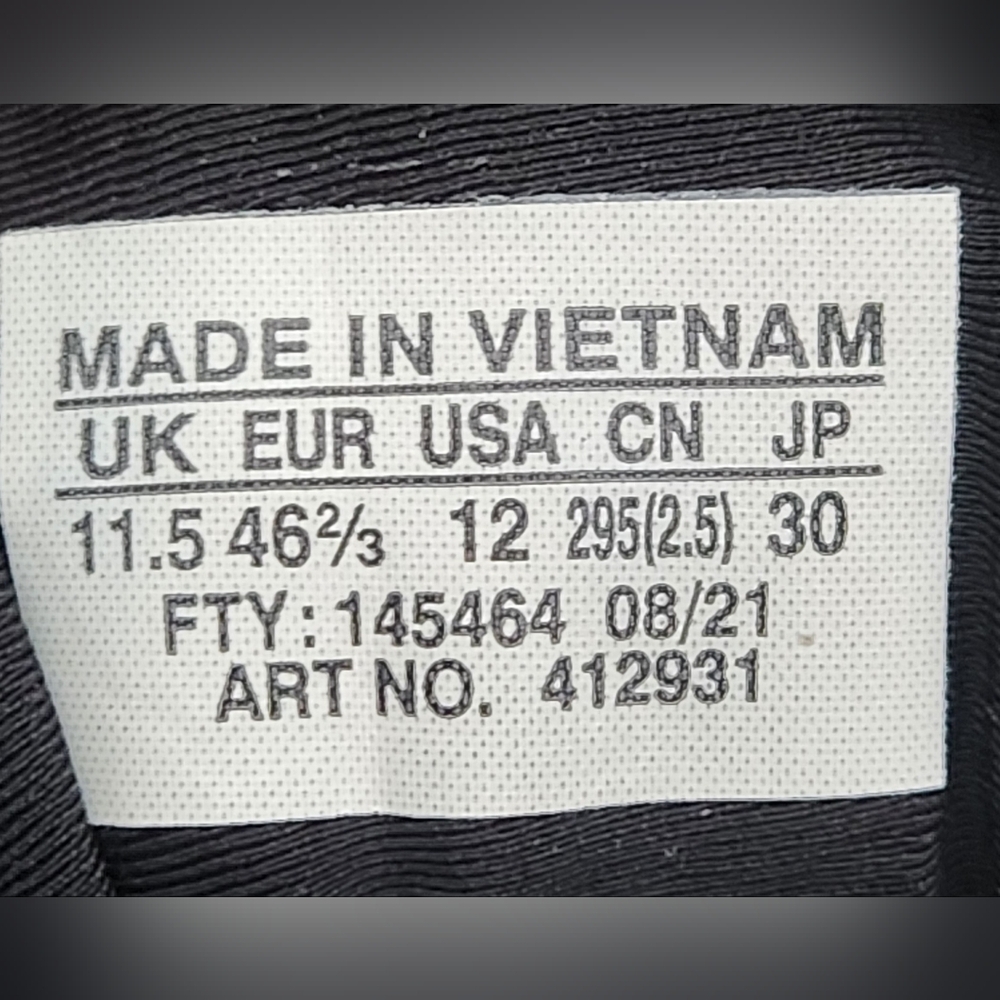 MADE IN VIETNAM
UK EUR USA CN JP
11.5 46⅔ 12 295(2.5) 30
FTY: 145464 08/21
ART NO. 412931